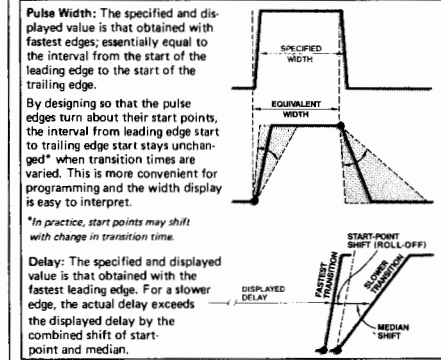 Pulse Width: The specified and dis-
played value is that obtained with
fastest edges; essentially equal to
the interval from the start of the
leading edge to the start of the
trailing edge.
By designing so that the pulse
edges turn about their start points,
the interval from leading edge start
to trailing edge start stays unchan-
ged* when transition times are
varied. This is more convenient for
programming and the width display
is easy to interpret.
*In practice, start points may shift
with change in transition time.
Delay: The specified and displayed
value is that obtained with the
fastest leading edge. For a slower
edge, the actual delay exceeds
the displayed delay by the
combined shift of start-
point and median.
SPECIFIED
WIDTH
EQUIVALENT
WIDTH
START-POINT
SHIFT (ROLL-OFF)
DISPLAYED
DELAY
FASTEST
TRANSITION
SLOWER
TRANSITION
MEDIAN
SHIFT